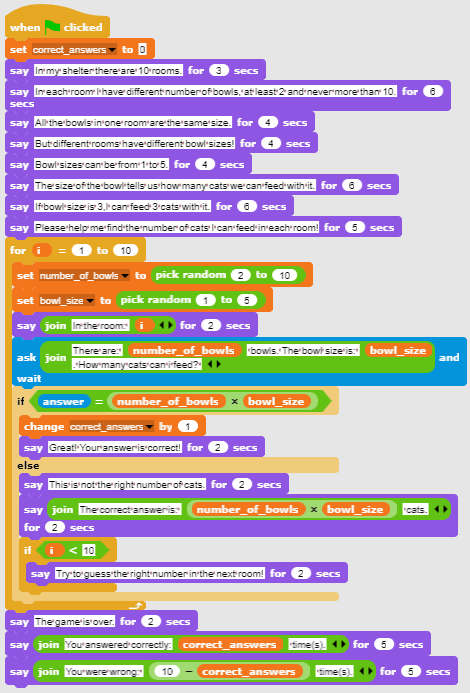 when clicked
set correct_answers to 0
say In my shelter there are 10 rooms. for 3 secs
say In each room I have different number of bowls, at least 2 and never more than 10. for 6
secs
say All the bowls in one room are the same size. for 4 secs
say But different rooms have different bowl sizes! for 4 secs
say Bowl sizes can be from 1 to 5. for 4 secs
say The size of the bowl tells us how many cats we can feed with it. for 6 secs
say If bowl size is 3, I can feed 3 cats with it. for 6 secs
say Please help me find the number of cats I can feed in each room! for 5 secs
for i = 1 to 10
set number_of_bowls to pick random 2 to 10
set bowl_size to pick random 1 to 5
say join In the room: i for 2 secs
ask join There are: number_of_bowls bowls. The bowl size is: bowl_size and
. How many cats can i feed?
wait
if answer = number_of_bowls × bowl_size
change correct_answers by 1
say Great! Your answer is correct! for 2 secs
else
say This is not the right number of cats. for 2 secs
say join The correct answer is: number_of_bowls × bowl_size cats.
for 2 secs
if i < 10
say Try to guess the right number in the next room! for 2 secs
say The game is over. for 2 secs
say join You answered correctly: correct_answers time(s). for 5 secs
say join You were wrong: 10 − correct_answers time(s). for 5 secs